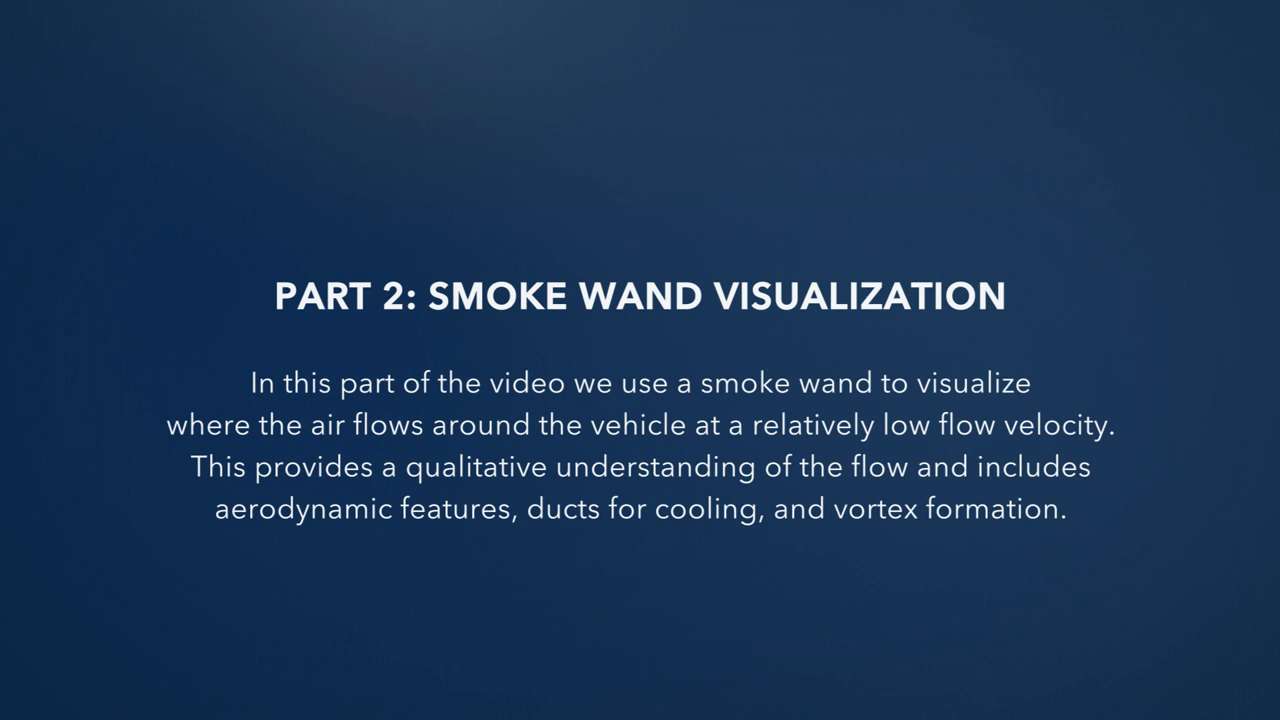 PART 2: SMOKE WAND VISUALIZATION
In this part of the video we use a smoke wand to visualize
where the air flows around the vehicle at a relatively low flow velocity.
This provides a qualitative understanding of the flow and includes
aerodynamic features, ducts for cooling, and vortex formation.